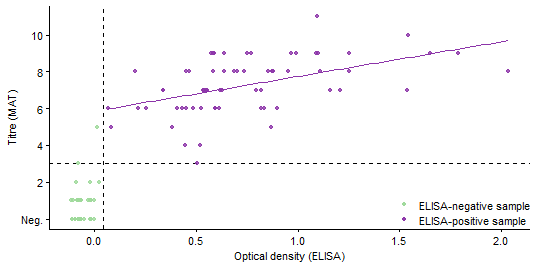 Titre (MAT)
10
8
6
4
2
Neg.
ELISA-negative sample
ELISA-positive sample
0.0 0.5 1.0 1.5 2.0
Optical density (ELISA)